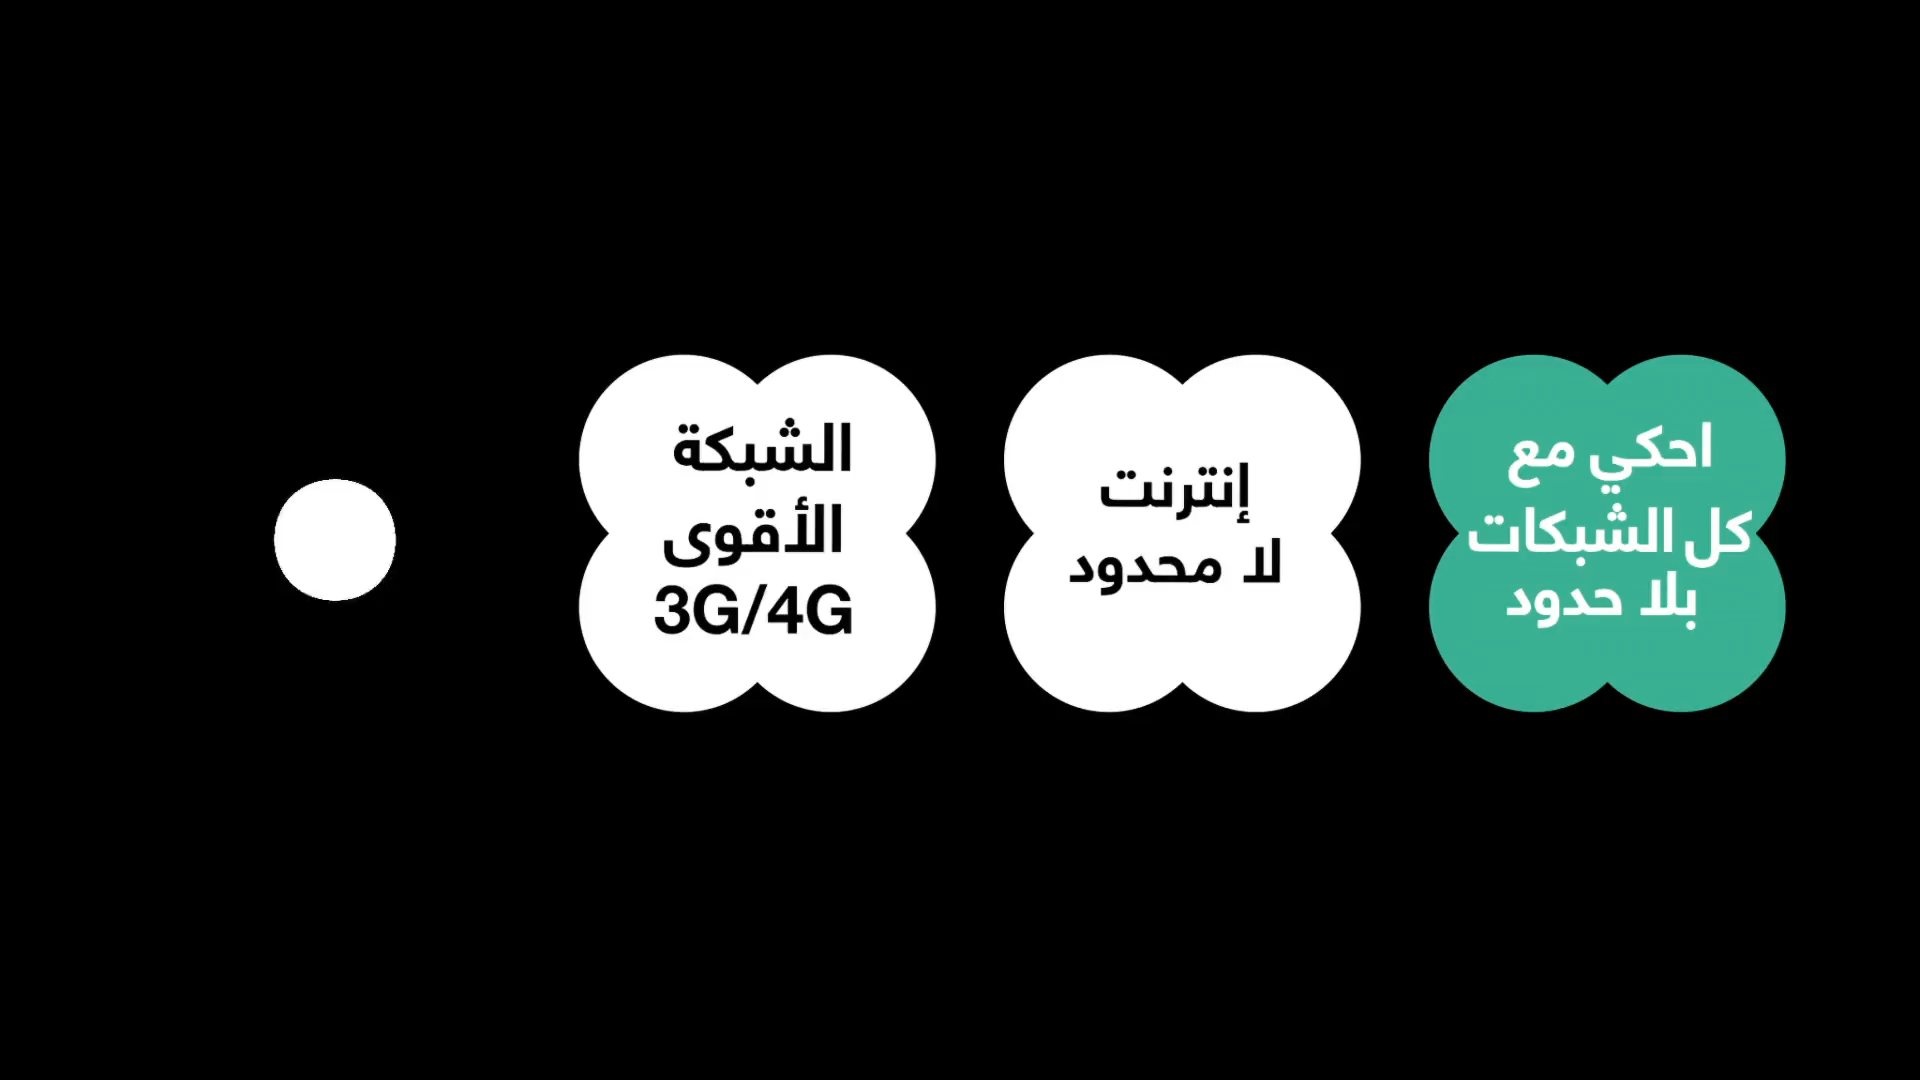 احكي مع
كل الشبكات
بلا حدود
إنترنت
لا محدود
الشبكة
الأقوى
3G/4G